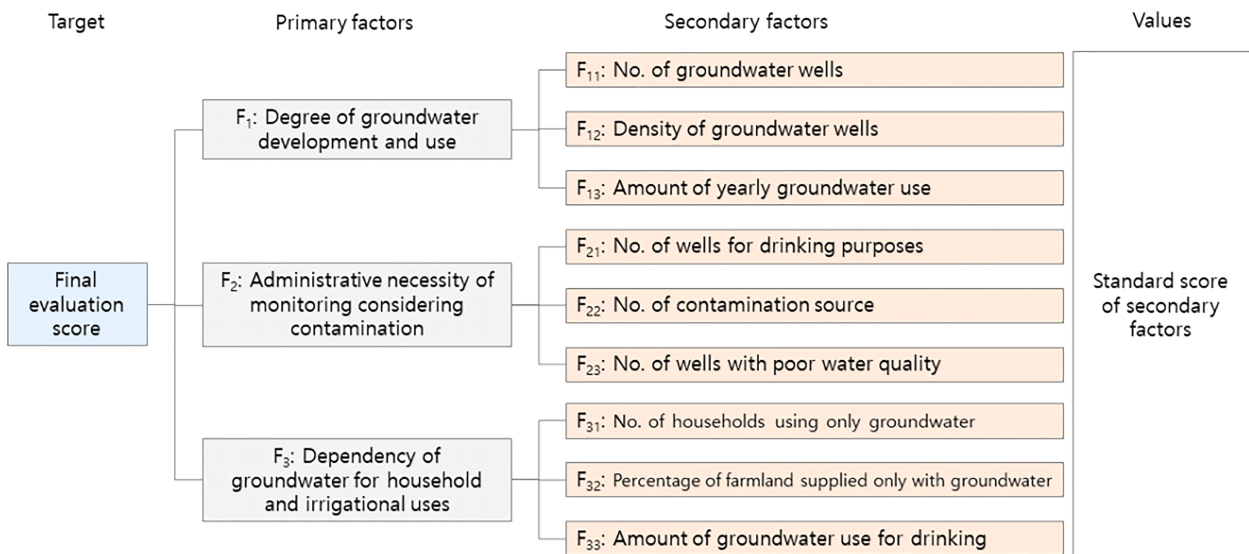 Target
Primary factors
Secondary factors
Values
Final
evaluation
score
F₁: Degree of groundwater
development and use
F₂: Administrative necessity of
monitoring considering
contamination
F₃: Dependency of
groundwater for household
and irrigational uses
F₁₁: No. of groundwater wells
F₁₂: Density of groundwater wells
F₁₃: Amount of yearly groundwater use
F₂₁: No. of wells for drinking purposes
F₂₂: No. of contamination source
F₂₃: No. of wells with poor water quality
F₃₁: No. of households using only groundwater
F₃₂: Percentage of farmland supplied only with groundwater
F₃₃: Amount of groundwater use for drinking
Standard score
of secondary
factors